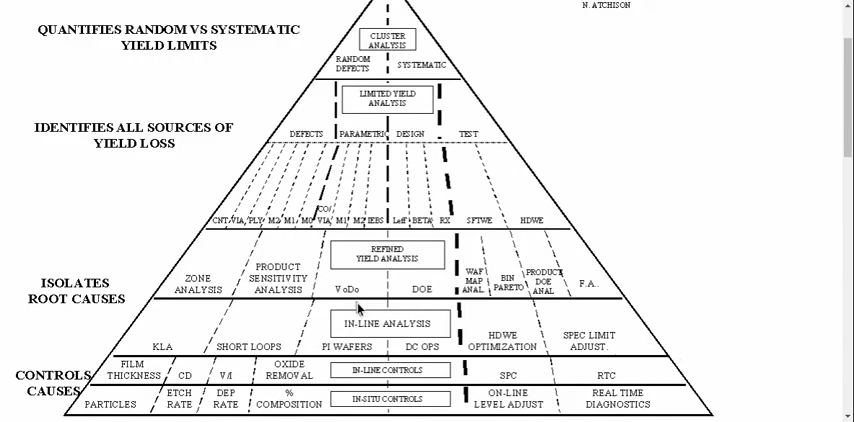 N. ATCHISON
QUANTIFIES RANDOM VS SYSTEMATIC
YIELD LIMITS
CLUSTER
ANALYSIS
RANDOM
DEFECTS
SYSTEMATIC
LIMITED YIELD
ANALYSIS
IDENTIFIES ALL SOURCES OF
YIELD LOSS
DEFECTS
PARAMETRIC
DESIGN
TEST
CNT VIA PLY M2 M1 M0
CO/
VIA M1 M2 IEBS Leff BETA RX SFTWE HDWE
REFINED
YIELD ANALYSIS
ISOLATES
ROOT CAUSES
ZONE
ANALYSIS
PRODUCT
SENSITIVITY
ANALYSIS
VoDo
DOE
WAF
MAP
ANAL.
BIN
PARETO
PRODUCT
DOE
ANAL
F.A..
IN-LINE ANALYSIS
KLA
SHORT LOOPS
PI WAFERS
DC OPS
HDWE
OPTIMIZATION
SPEC LIMIT
ADJUST.
CONTROLS
CAUSES
FILM
THICKNESS
CD
V/I
OXIDE
REMOVAL
IN-LINE CONTROLS
SPC
RTC
PARTICLES
ETCH
RATE
DEP
RATE
%
COMPOSITION
IN-SITU CONTROLS
ON-LINE
LEVEL ADJUST
REAL TIME
DIAGNOSTICS